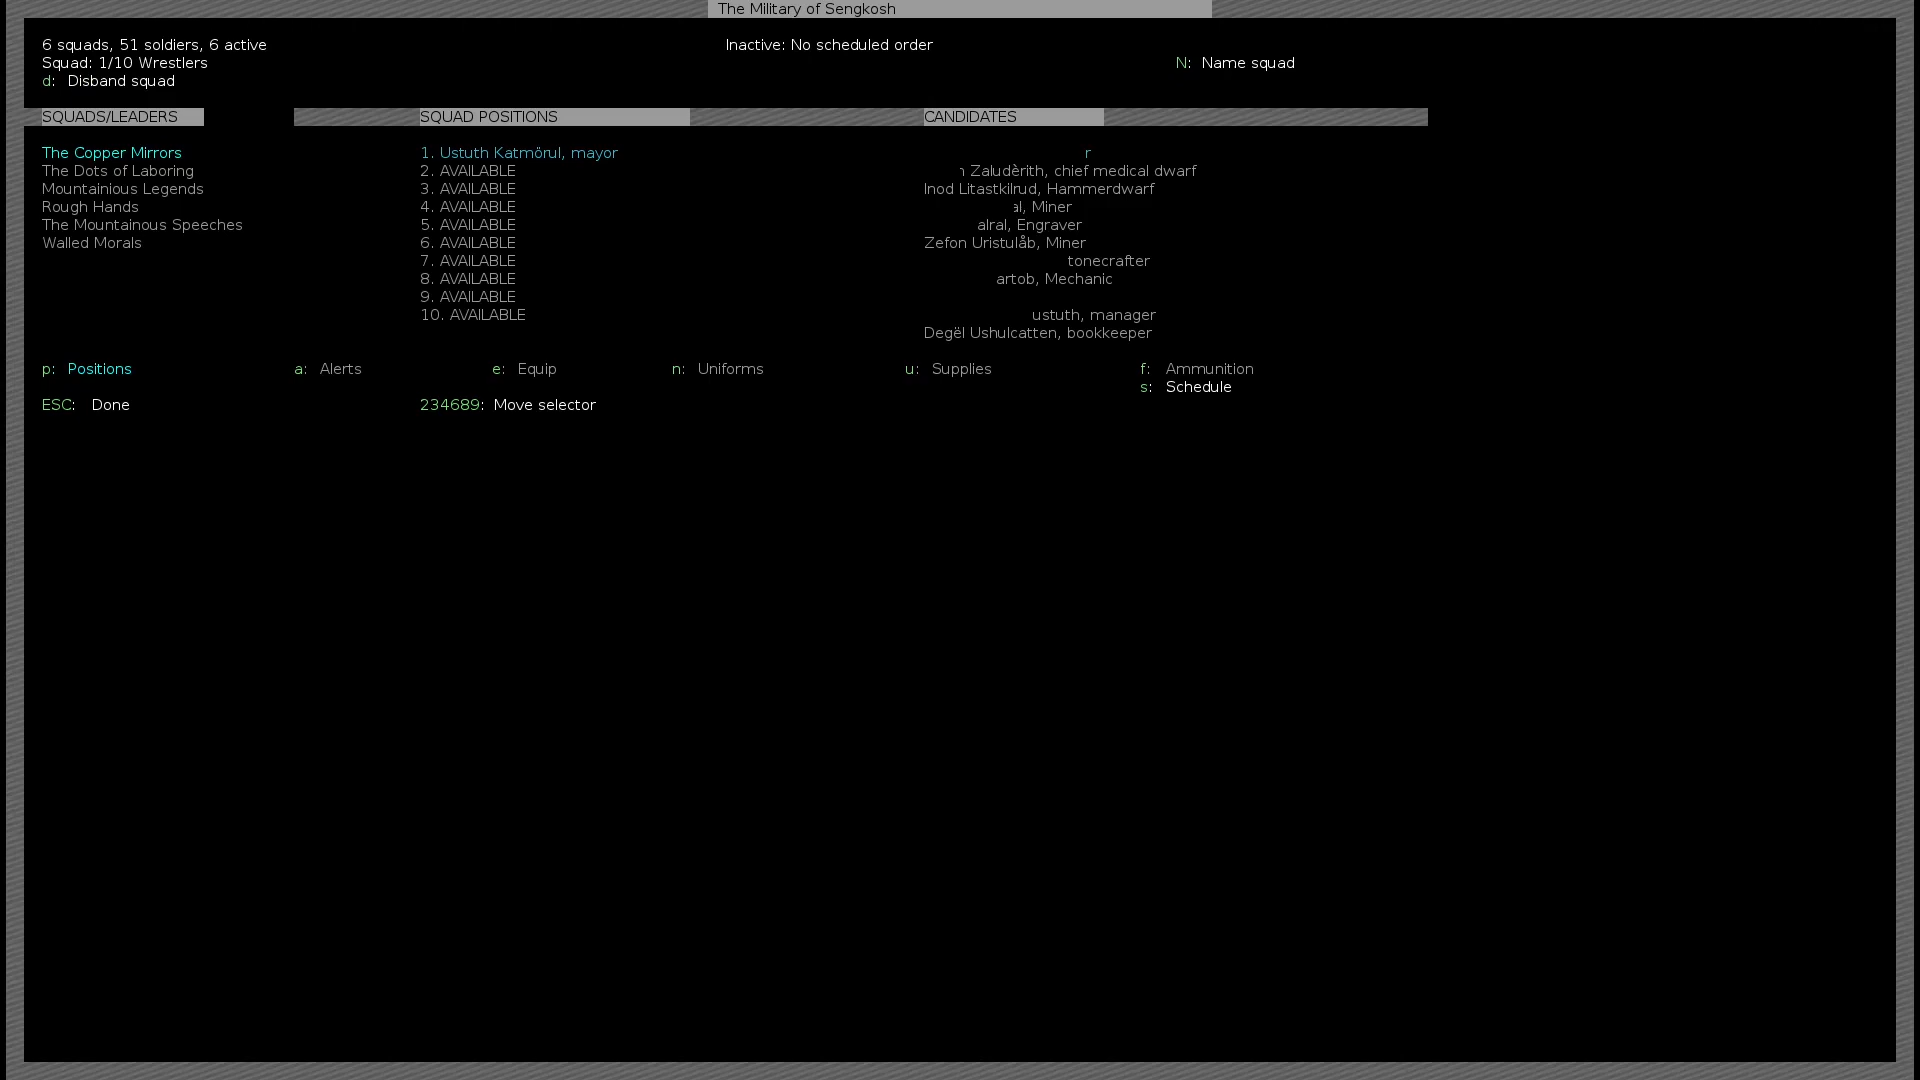 The Military of Sengkosh
6 squads, 51 soldiers, 6 active Inactive: No scheduled order
Squad: 1/10 Wrestlers N: Name squad
d: Disband squad
SQUADS/LEADERS SQUAD POSITIONS CANDIDATES
The Copper Mirrors 1. Ustuth Katmörul, mayor r
The Dots of Laboring 2. AVAILABLE Zaludèrith, chief medical dwarf
Mountainious Legends 3. AVAILABLE Inod Litastkilrud, Hammerdwarf
Rough Hands 4. AVAILABLE al, Miner
The Mountainous Speeches 5. AVAILABLE alral, Engraver
Walled Morals 6. AVAILABLE Zefon Uristulåb, Miner
7. AVAILABLE tonecrafter
8. AVAILABLE artob, Mechanic
9. AVAILABLE
10. AVAILABLE ustuth, manager
Degël Ushulcatten, bookkeeper
p: Positions a: Alerts e: Equip n: Uniforms u: Supplies f: Ammunition
s: Schedule
ESC: Done 234689: Move selector